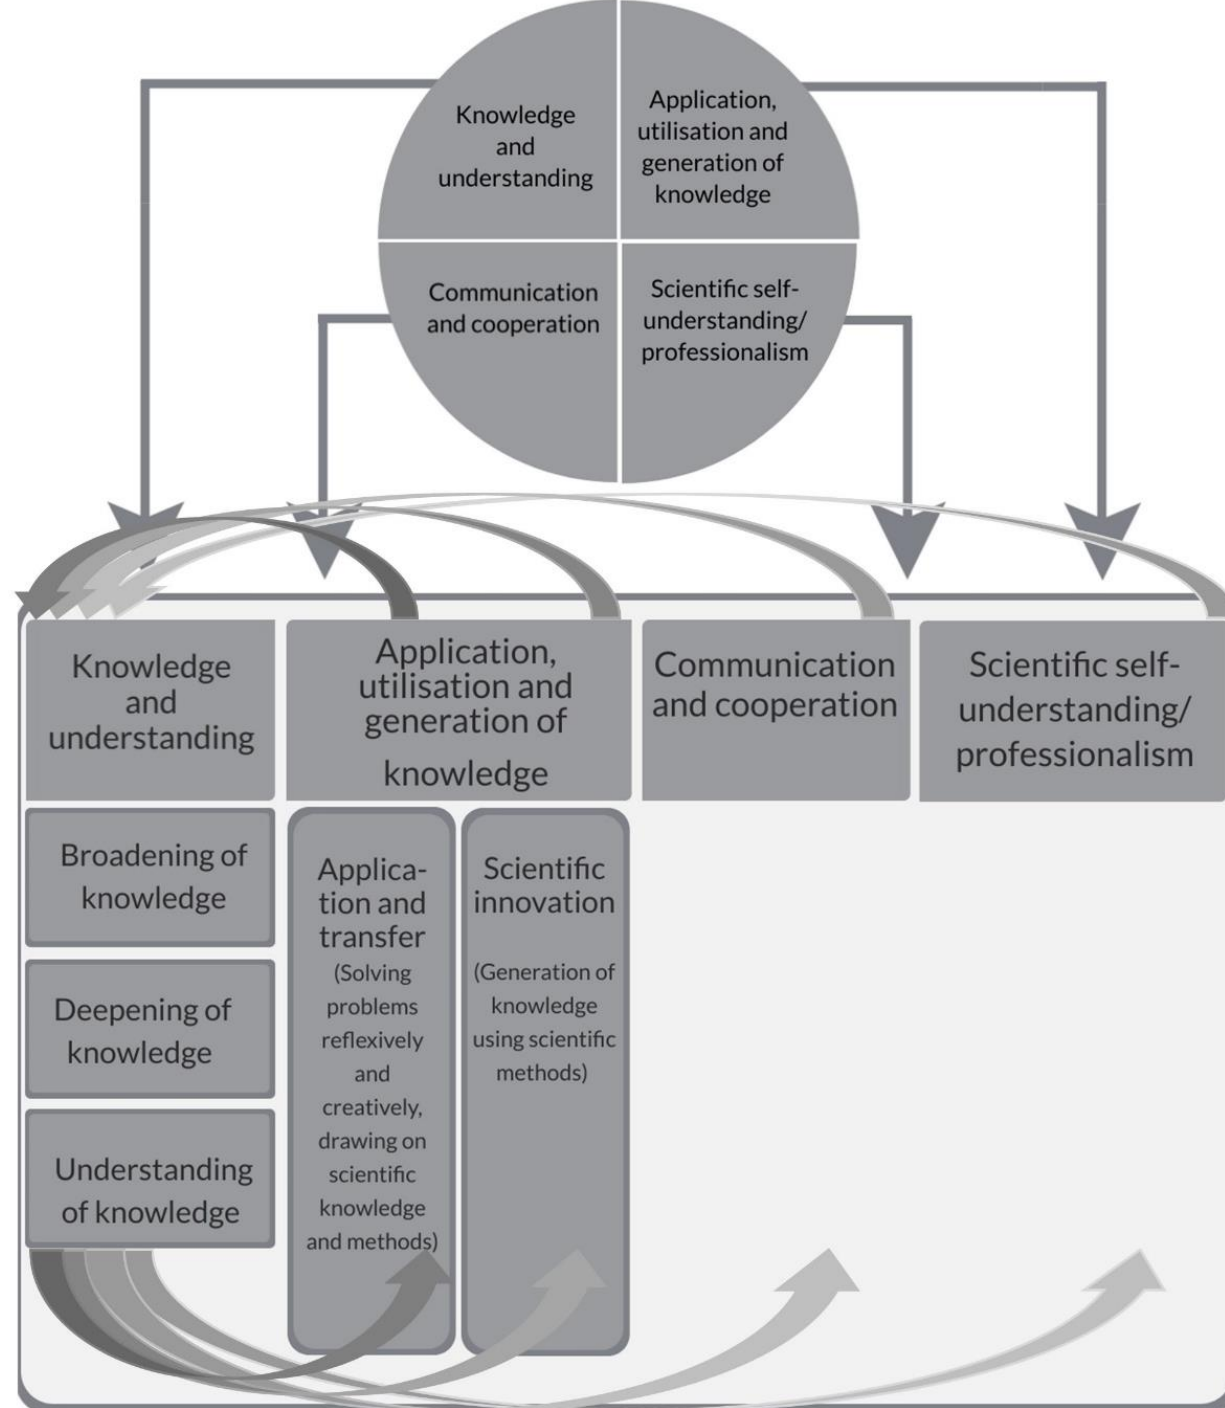 Knowledge
and
understanding
Application,
utilisation and
generation of
knowledge
Communication
and cooperation
Scientific self-
understanding/
professionalism
Knowledge
and
understanding
Application,
utilisation and
generation of
knowledge
Communication
and cooperation
Scientific self-
understanding/
professionalism
Broadening of
knowledge
Deepening of
knowledge
Understanding
of knowledge
Applica-
tion and
transfer
(Solving
problems
reflexively
and
creatively,
drawing on
scientific
knowledge
and methods)
Scientific
innovation
(Generation of
knowledge
using scientific
methods)